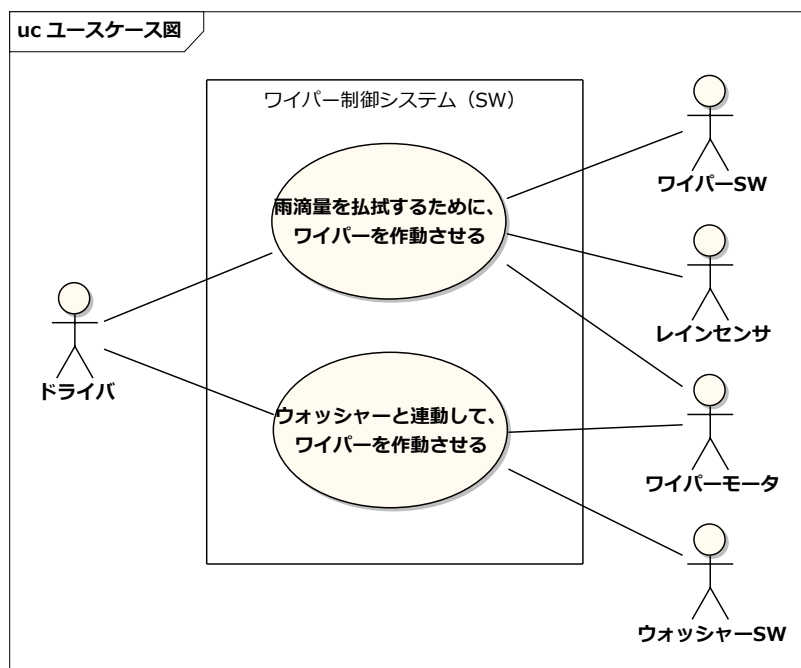 uc ユースケース図
ワイパー制御システム（SW）
雨滴量を払拭するために、
ワイパーを作動させる
ワイパーSW
レインセンサ
ドライバ
ウォッシャーと連動して、
ワイパーを作動させる
ワイパーモータ
ウォッシャーSW